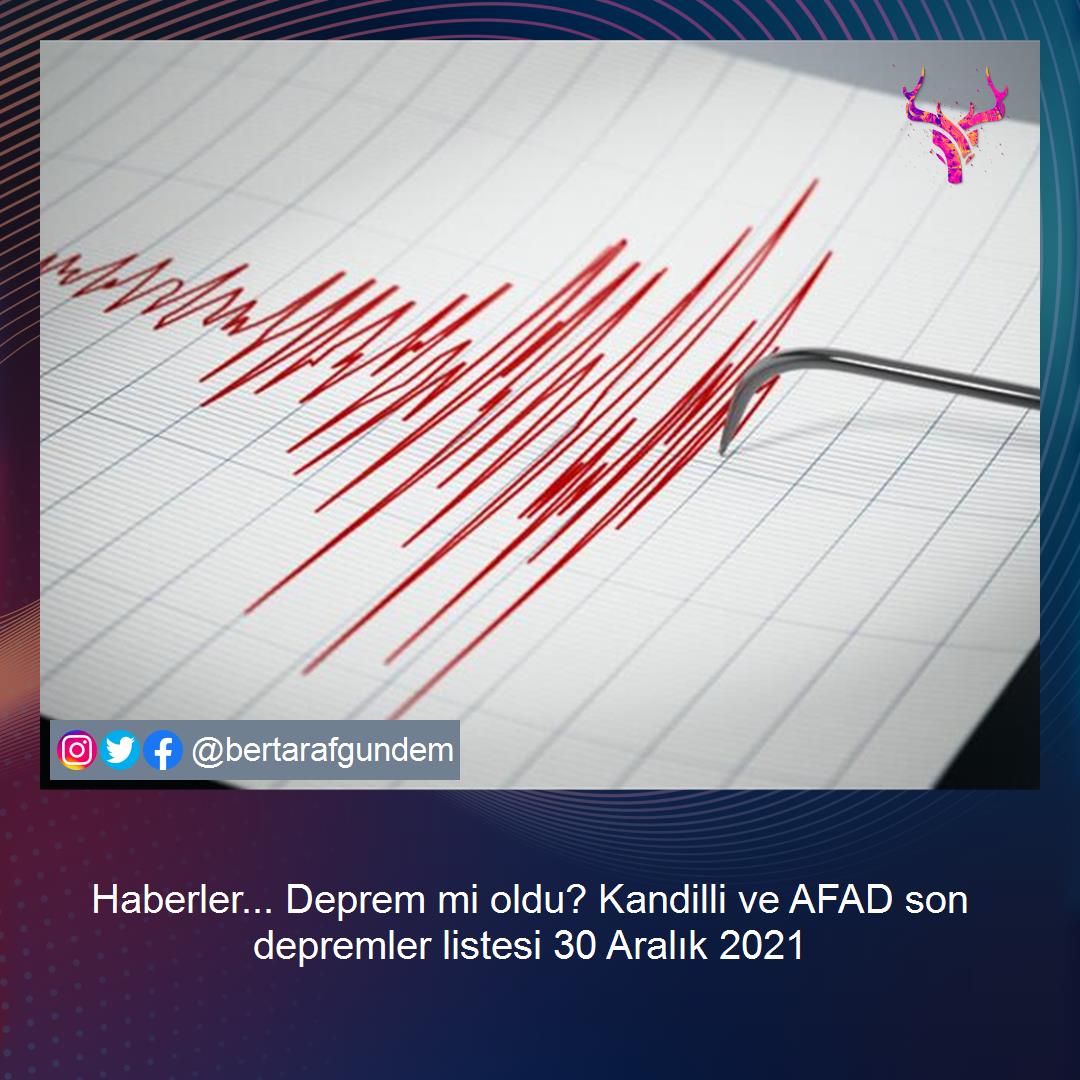 @bertarafgundem
Haberler... Deprem mi oldu? Kandilli ve AFAD son
depremler listesi 30 Aralık 2021